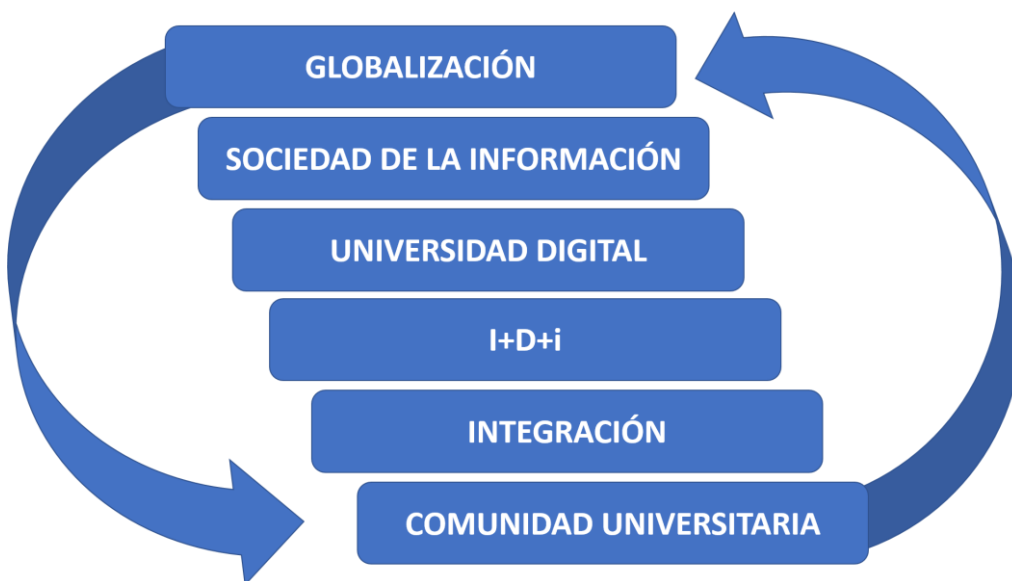 GLOBALIZACIÓN
SOCIEDAD DE LA INFORMACIÓN
UNIVERSIDAD DIGITAL
I+D+i
INTEGRACIÓN
COMUNIDAD UNIVERSITARIA